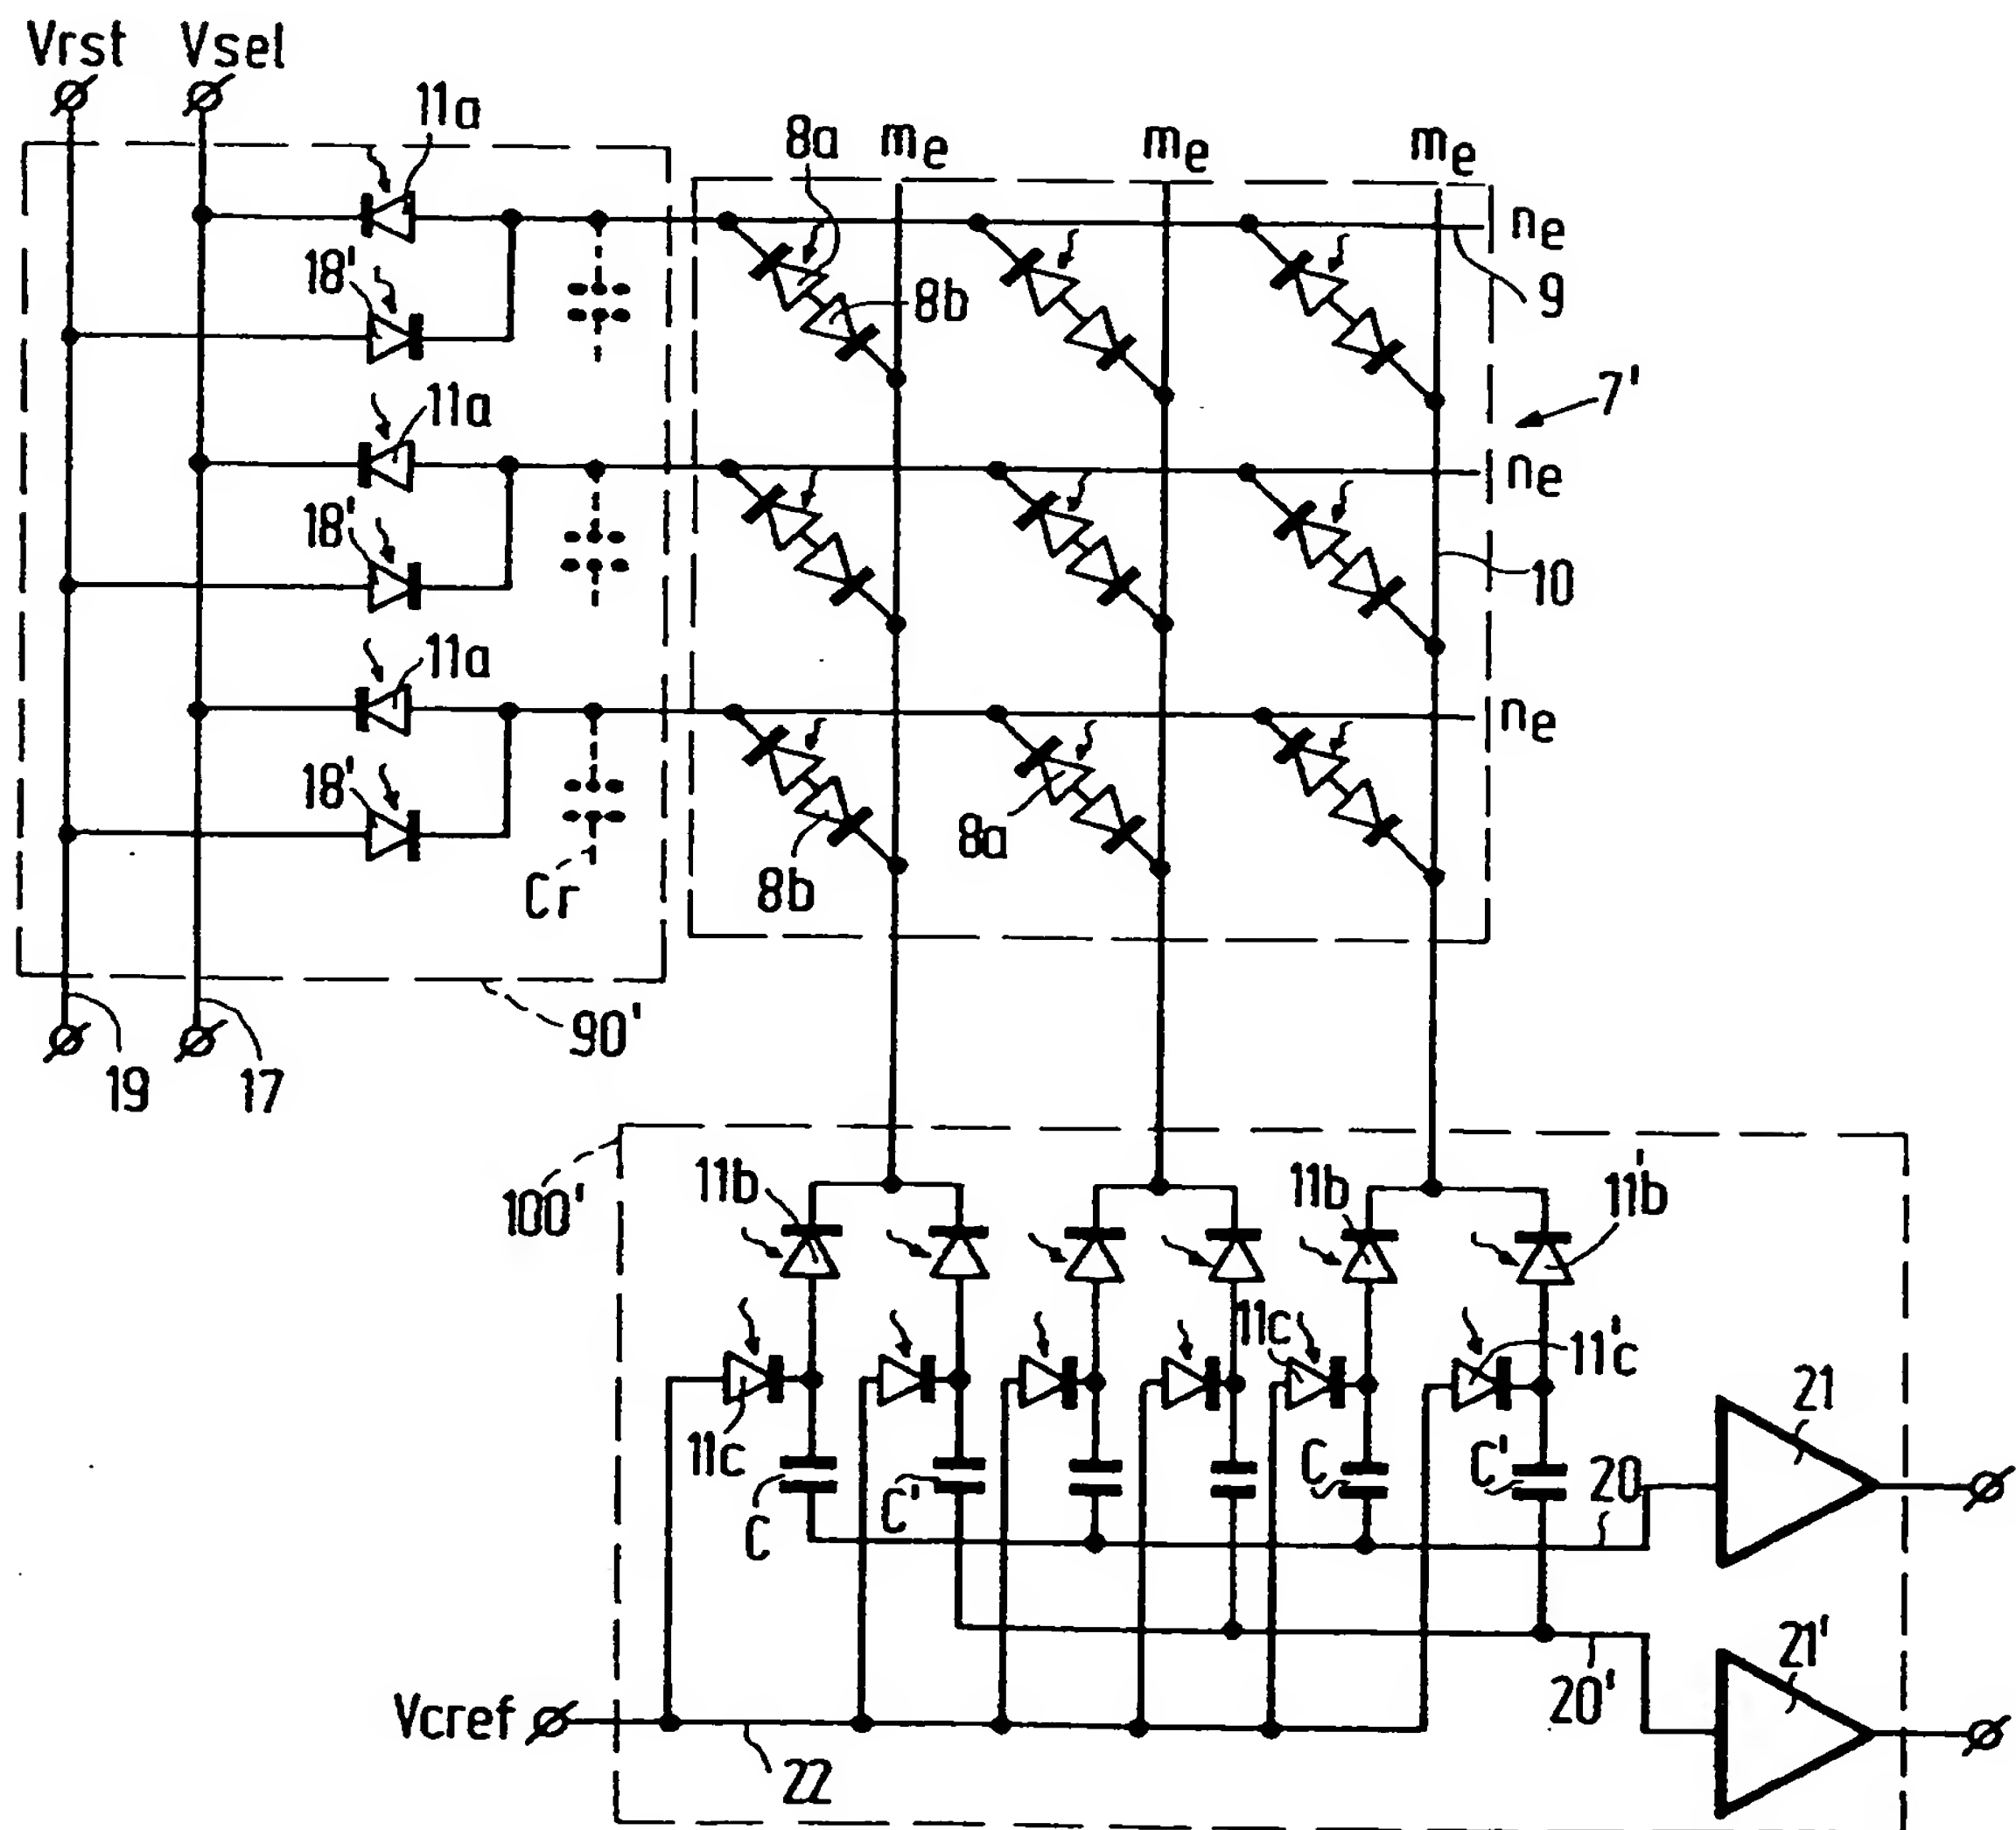 Vrst Vsel
11a
8a me me me
ne
9
18'
8b
7'
11a
ne
18'
10
11a
ne
18'
8a
8b
Cr
90'
19 17
100'
11b 11b 11'b
11c 11'c
11c
C C' C C'
20 21
20' 21'
Vcref
22